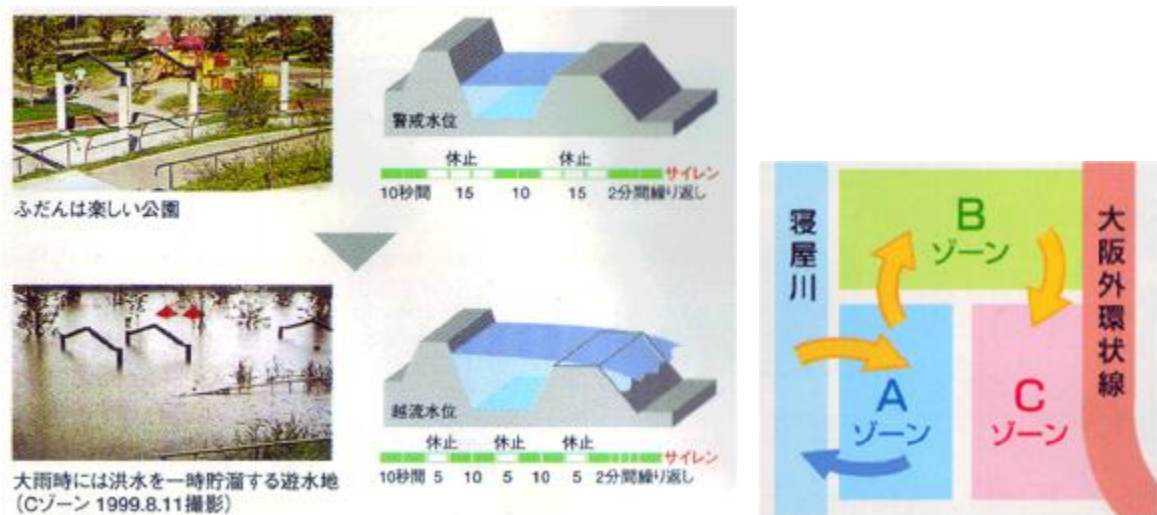 警戒水位
休止 休止
サイレン
10秒間 15 10 15 2分間繰り返し
ふだんは楽しい公園
越流水位
休止 休止 休止
サイレン
10秒間 5 10 5 10 5 2分間繰り返し
大雨時には洪水を一時貯溜する遊水地
(Cゾーン 1999.8.11撮影)
寝屋川
B
ゾーン
大阪外環状線
A
ゾーン
C
ゾーン